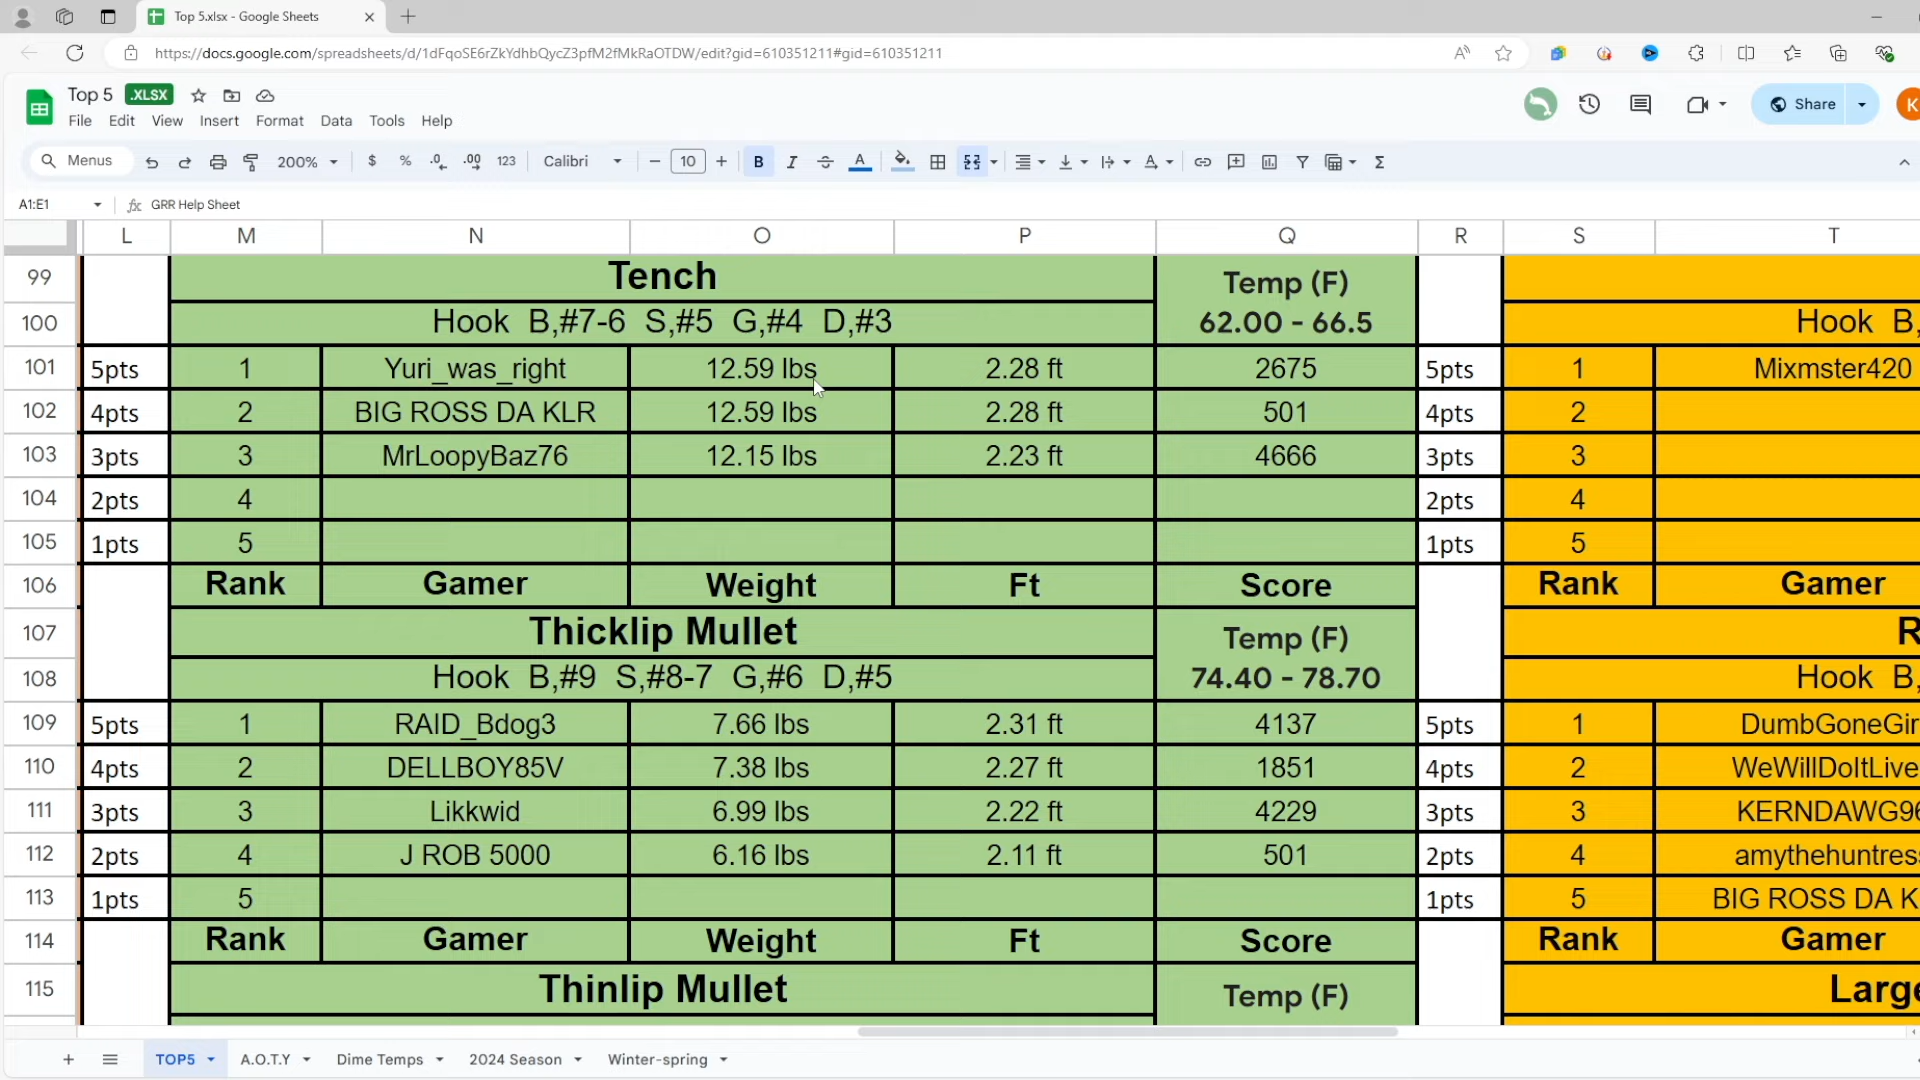 Top 5.xlsx - Google Sheets
https://docs.google.com/spreadsheets/d/1dFqoSE6rZkYdhbQycZ3pfM2fMkRaOTDW/edit?gid=610351211#gid=610351211
Top 5 .XLSX
File Edit View Insert Format Data Tools Help
Share
K
Menus 200% $ % .0 .00 123 Calibri 10 B I A
A1:E1 fx GRR Help Sheet
L M N O P Q R S T
99 Tench Temp (F)
100 Hook B,#7-6 S,#5 G,#4 D,#3 62.00 - 66.5 Hook B,
101 5pts 1 Yuri_was_right 12.59 lbs 2.28 ft 2675 5pts 1 Mixmster420
102 4pts 2 BIG ROSS DA KLR 12.59 lbs 2.28 ft 501 4pts 2
103 3pts 3 MrLoopyBaz76 12.15 lbs 2.23 ft 4666 3pts 3
104 2pts 4 2pts 4
105 1pts 5 1pts 5
106 Rank Gamer Weight Ft Score Rank Gamer
107 Thicklip Mullet Temp (F) R
108 Hook B,#9 S,#8-7 G,#6 D,#5 74.40 - 78.70 Hook B,
109 5pts 1 RAID_Bdog3 7.66 lbs 2.31 ft 4137 5pts 1 DumbGoneGir
110 4pts 2 DELLBOY85V 7.38 lbs 2.27 ft 1851 4pts 2 WeWillDoItLive
111 3pts 3 Likkwid 6.99 lbs 2.22 ft 4229 3pts 3 KERNDAWG96
112 2pts 4 J ROB 5000 6.16 lbs 2.11 ft 501 2pts 4 amythehuntress
113 1pts 5 1pts 5 BIG ROSS DA K
114 Rank Gamer Weight Ft Score Rank Gamer
115 Thinlip Mullet Temp (F) Large
TOP5 A.O.T.Y Dime Temps 2024 Season Winter-spring